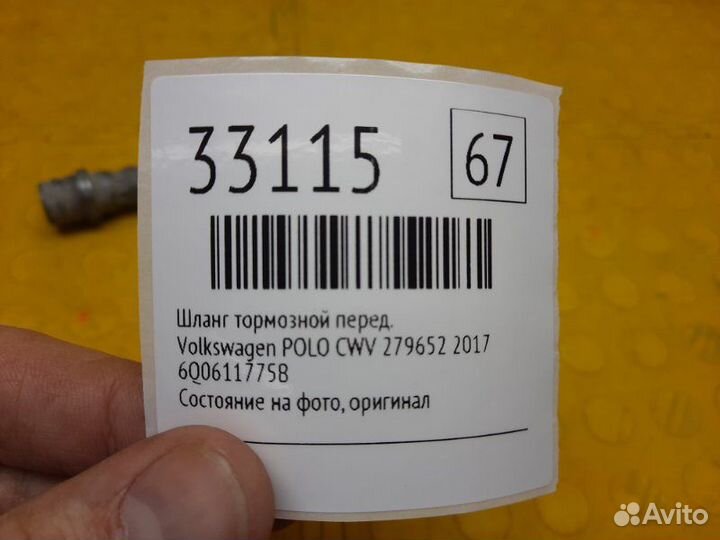 33115
67
Шланг тормозной перед.
Volkswagen POLO CWV 279652 2017
6Q0611775B
Состояние на фото, оригинал
Avito